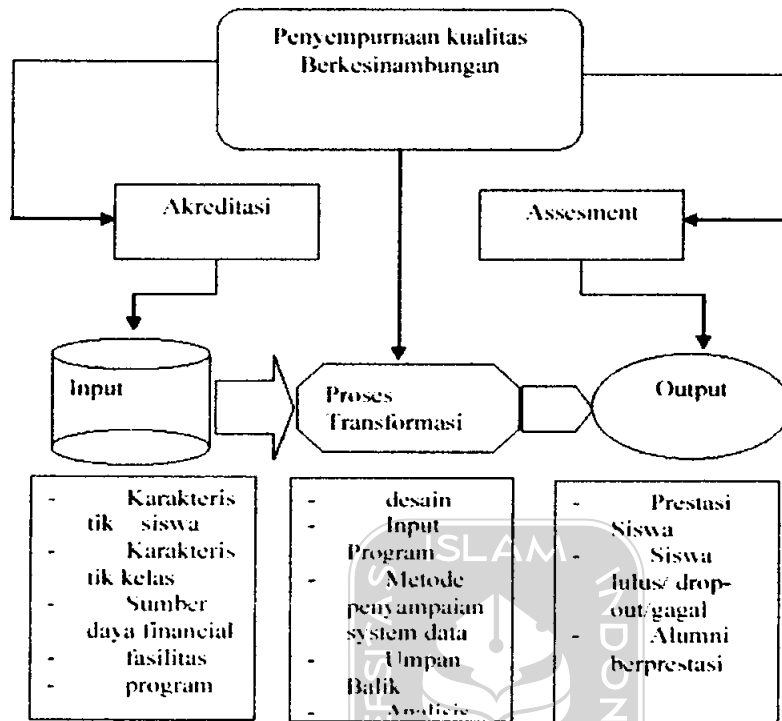 Penyempurnaan kualitas
Berkesinambungan
Akreditasi
Assesment
Input
Proses
Transformasi
Output
- Karakteris
tik siswa
- Karakteris
tik kelas
- Sumber
daya financial
- fasilitas
- program
- desain
- Input
Program
- Metode
penyampaian
system data
- Umpan
Balik
- Analisis
- Prestasi
Siswa
- Siswa
lulus/ drop-
out/gagal
- Alumni
berprestasi
ISLAM